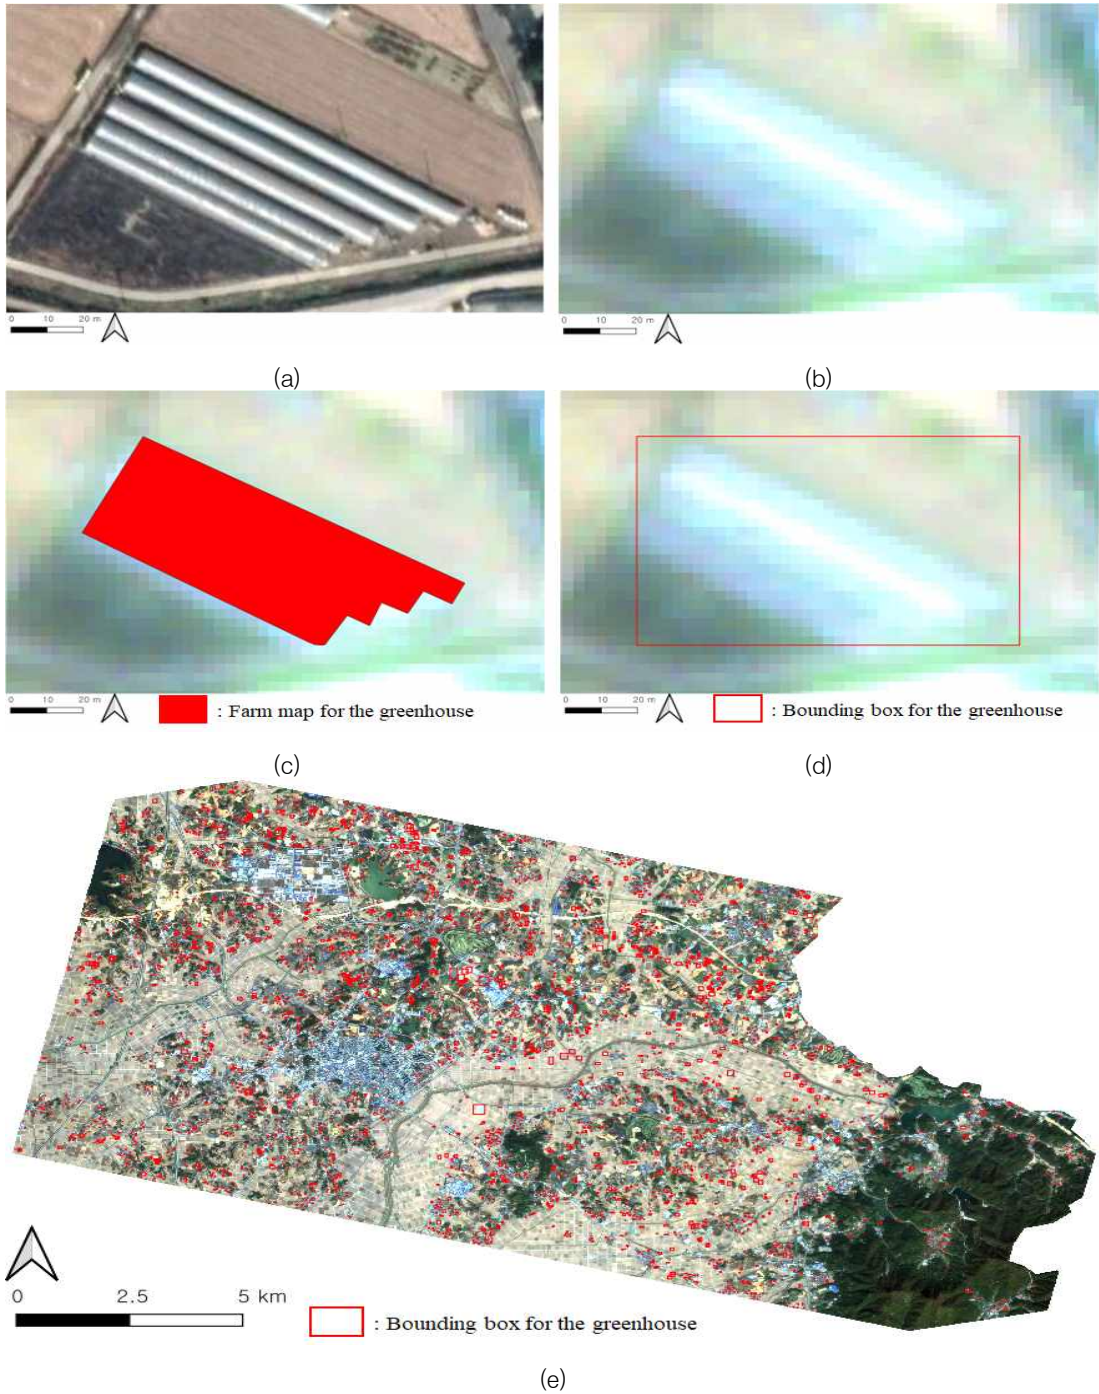 0 10 20 m
0 10 20 m
(a)
(b)
0 10 20 m
: Farm map for the greenhouse
0 10 20 m
: Bounding box for the greenhouse
(c)
(d)
0 2.5 5 km
: Bounding box for the greenhouse
(e)